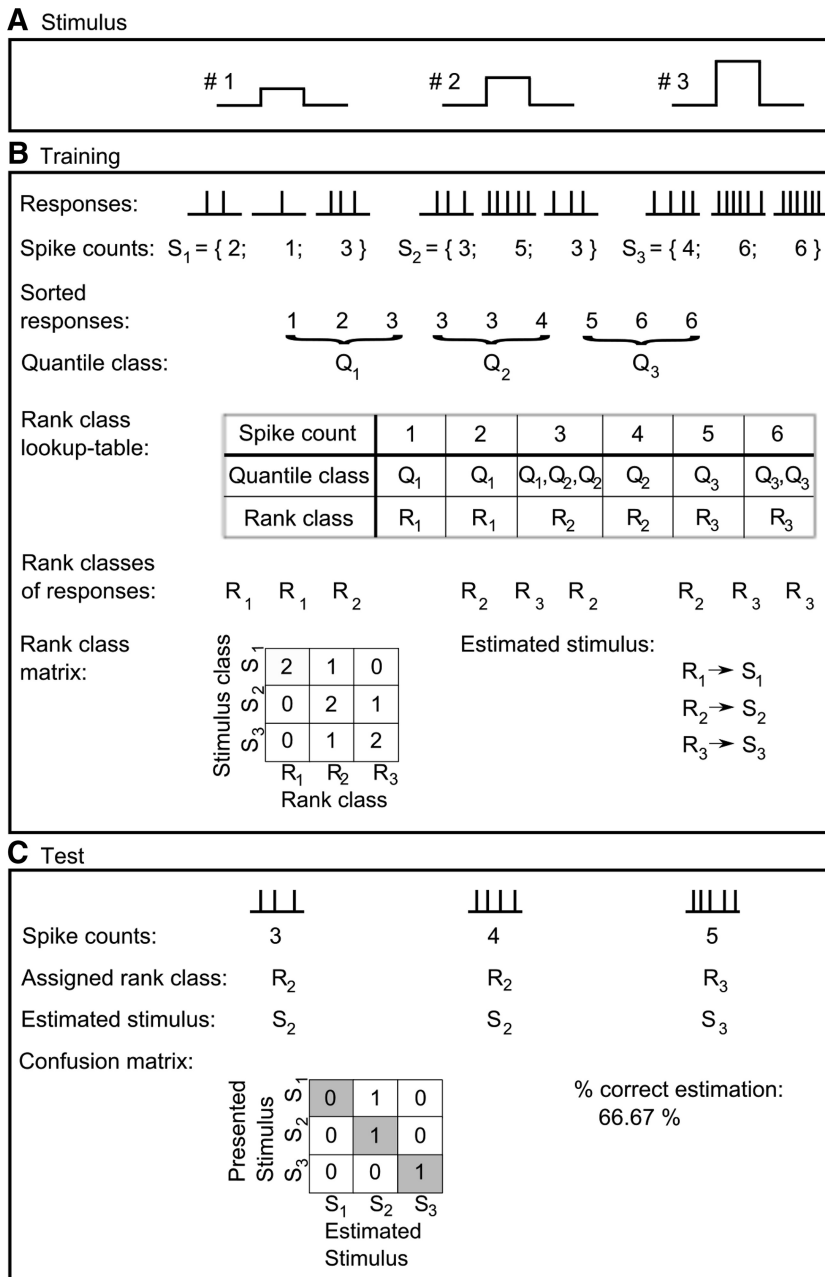 A Stimulus
# 1 # 2 # 3
B Training
Responses:
Spike counts: S1 = { 2; 1; 3 } S2 = { 3; 5; 3 } S3 = { 4; 6; 6 }
Sorted
responses: 1 2 3 3 3 4 5 6 6
Quantile class: Q1 Q2 Q3
Rank class
lookup-table:
Spike count 1 2 3 4 5 6
Quantile class Q1 Q1 Q1,Q2,Q2 Q2 Q3 Q3,Q3
Rank class R1 R1 R2 R2 R3 R3
Rank classes
of responses: R1 R1 R2 R2 R3 R2 R2 R3 R3
Rank class
matrix:
Stimulus class
S1 2 1 0
S2 0 2 1
S3 0 1 2
R1 R2 R3
Rank class
Estimated stimulus:
R1 → S1
R2 → S2
R3 → S3
C Test
Spike counts: 3 4 5
Assigned rank class: R2 R2 R3
Estimated stimulus: S2 S2 S3
Confusion matrix:
Presented
Stimulus
S1 0 1 0
S2 0 1 0
S3 0 0 1
S1 S2 S3
Estimated
Stimulus
% correct estimation:
66.67 %